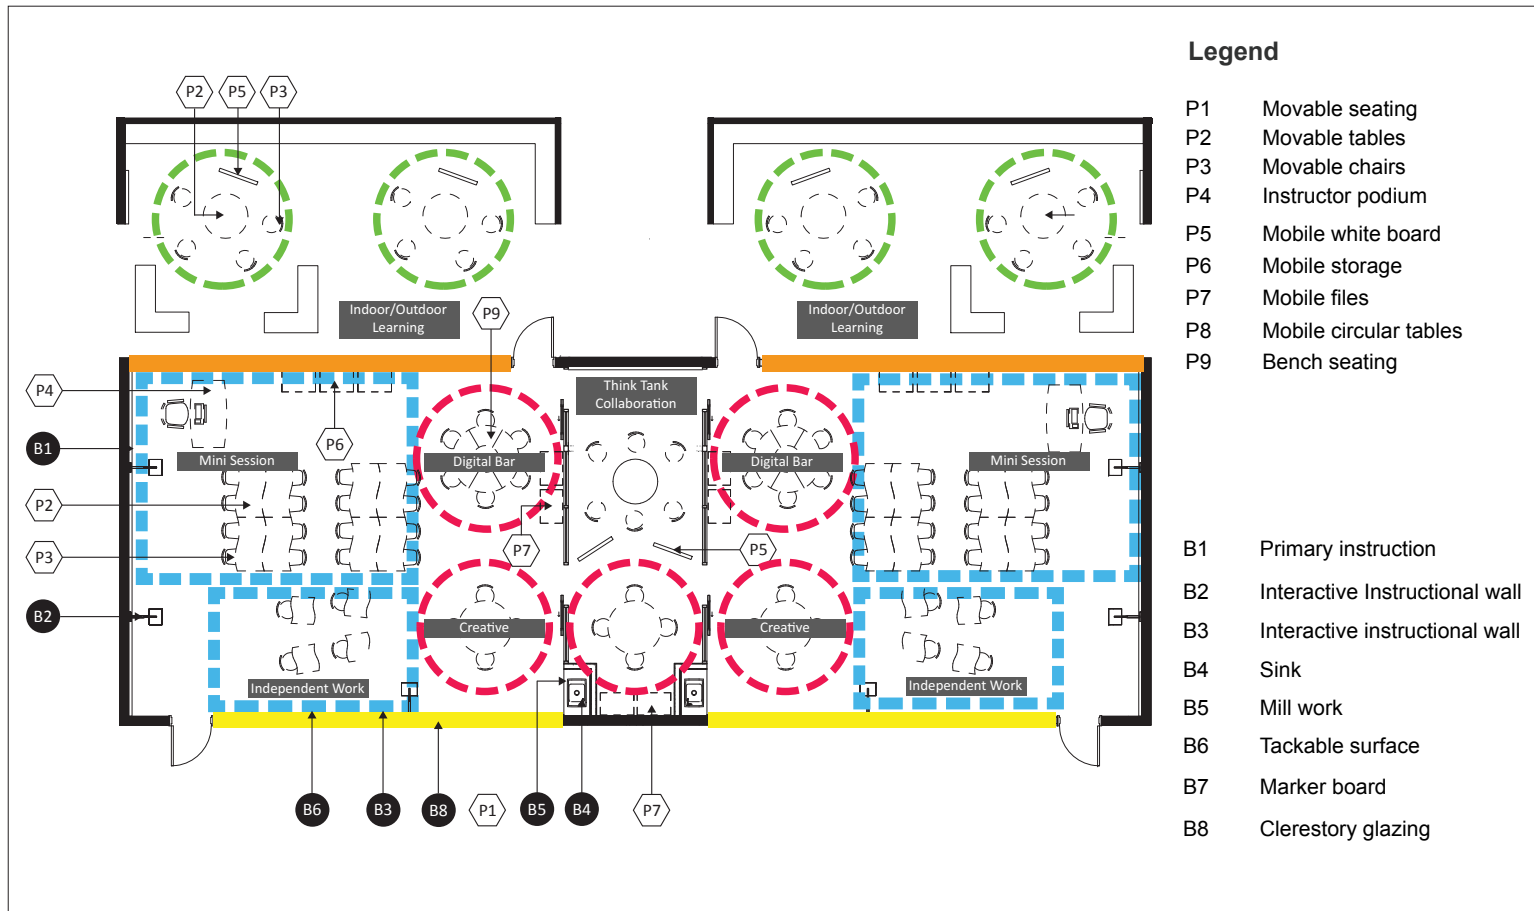 Legend
P1 Movable seating
P2 Movable tables
P3 Movable chairs
P4 Instructor podium
P5 Mobile white board
P6 Mobile storage
P7 Mobile files
P8 Mobile circular tables
P9 Bench seating
B1 Primary instruction
B2 Interactive Instructional wall
B3 Interactive instructional wall
B4 Sink
B5 Mill work
B6 Tackable surface
B7 Marker board
B8 Clerestory glazing
P2 P5 P3
Indoor/Outdoor
Learning
P9
Indoor/Outdoor
Learning
P4
Think Tank
Collaboration
P6
B1
Mini Session
Digital Bar
Digital Bar
Mini Session
P2
P3
P7
P5
B2
Creative
Creative
Independent Work
Independent Work
B6 B3 B8 P1 B5 B4 P7